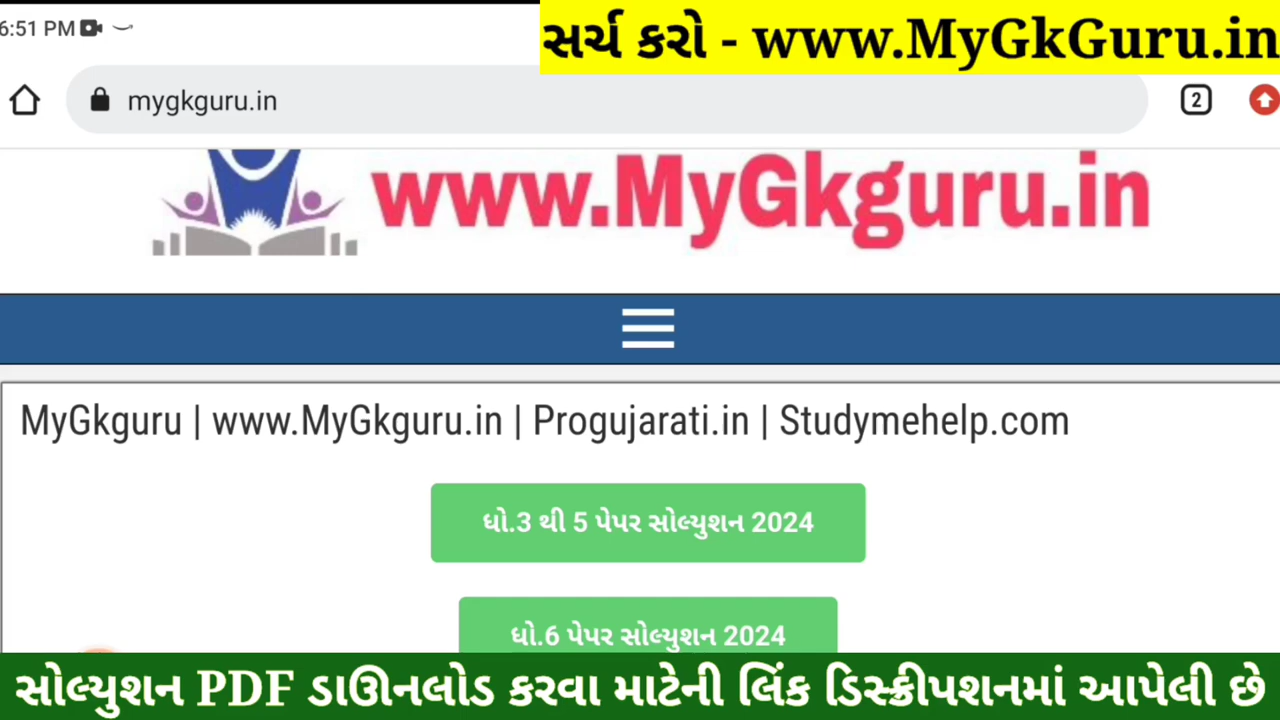 6:51 PM
સર્ચ કરો - www.MyGkGuru.in
mygkguru.in
2
www.MyGkguru.in
MyGkguru | www.MyGkguru.in | Progujarati.in | Studymehelp.com
ધો.3 થી 5 પેપર સોલ્યુશન 2024
ધો.6 પેપર સોલ્યુશન 2024
સોલ્યુશન PDF ડાઊનલોડ કરવા માટેની લિંક ડિસ્ક્રીપશનમાં આપેલી છે